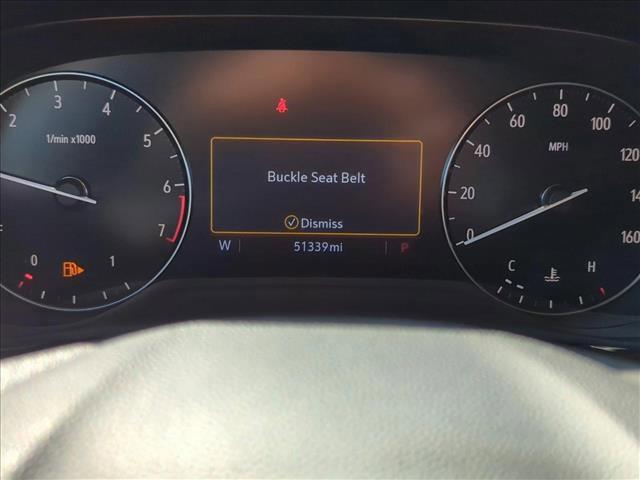 2 3 4 5 6 7
1/min x1000
0 1
Buckle Seat Belt
Dismiss
W 51339mi P
0 20 40 60 80 100 120 14 160
MPH
C H